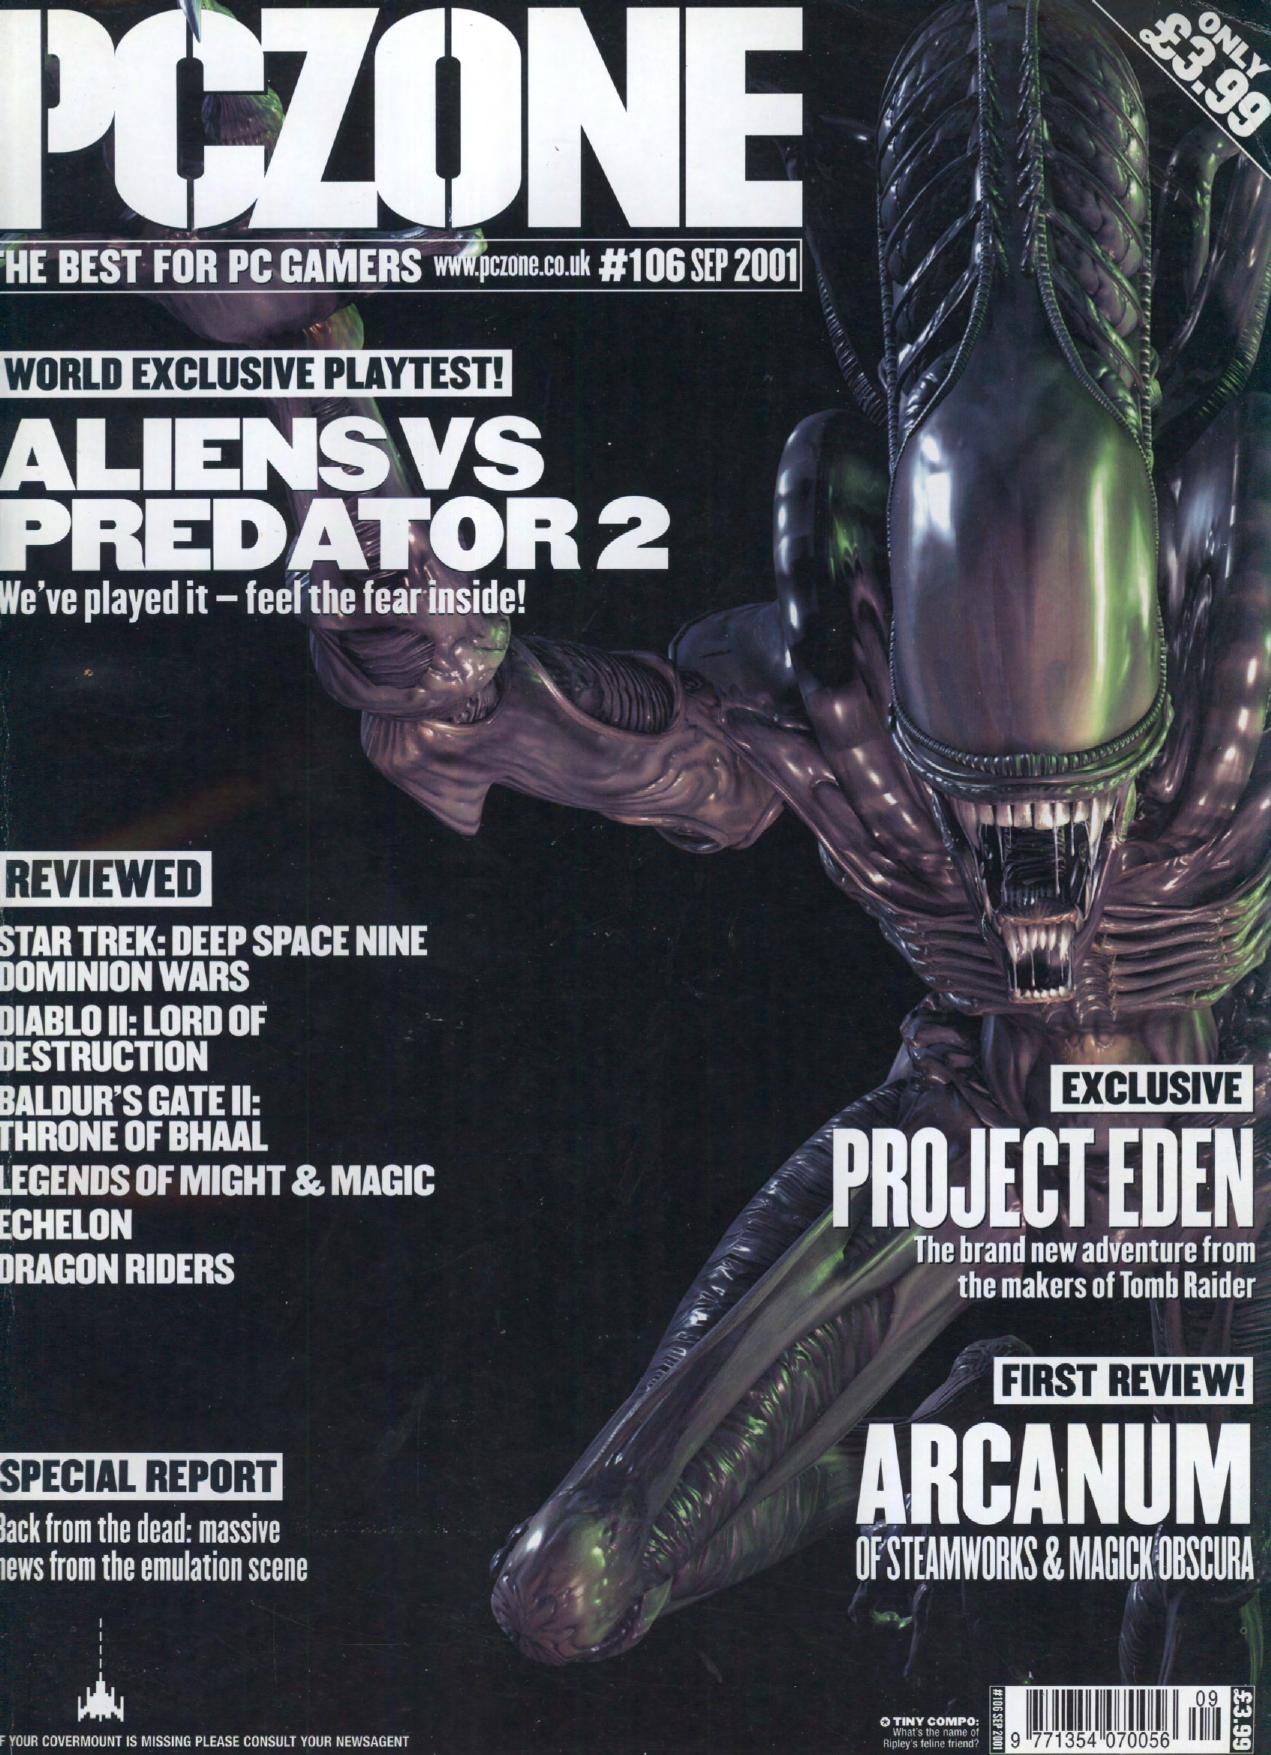 PCZONE
ONLY
£3.99
THE BEST FOR PC GAMERS www.pczone.co.uk #106 SEP 2001
WORLD EXCLUSIVE PLAYTEST!
ALIENS VS
PREDATOR 2
We've played it – feel the fear inside!
REVIEWED
STAR TREK: DEEP SPACE NINE
DOMINION WARS
DIABLO II: LORD OF
DESTRUCTION
BALDUR'S GATE II:
THRONE OF BHAAL
LEGENDS OF MIGHT & MAGIC
ECHELON
DRAGON RIDERS
EXCLUSIVE
PROJECT EDEN
The brand new adventure from
the makers of Tomb Raider
FIRST REVIEW!
ARCANUM
OF STEAMWORKS & MAGICK OBSCURA
SPECIAL REPORT
Back from the dead: massive
news from the emulation scene
IF YOUR COVERMOUNT IS MISSING PLEASE CONSULT YOUR NEWSAGENT
✪ TINY COMPO:
What's the name of
Ripley's feline friend?
#106 SEP 2001
09
9 771354 070056
£3.99